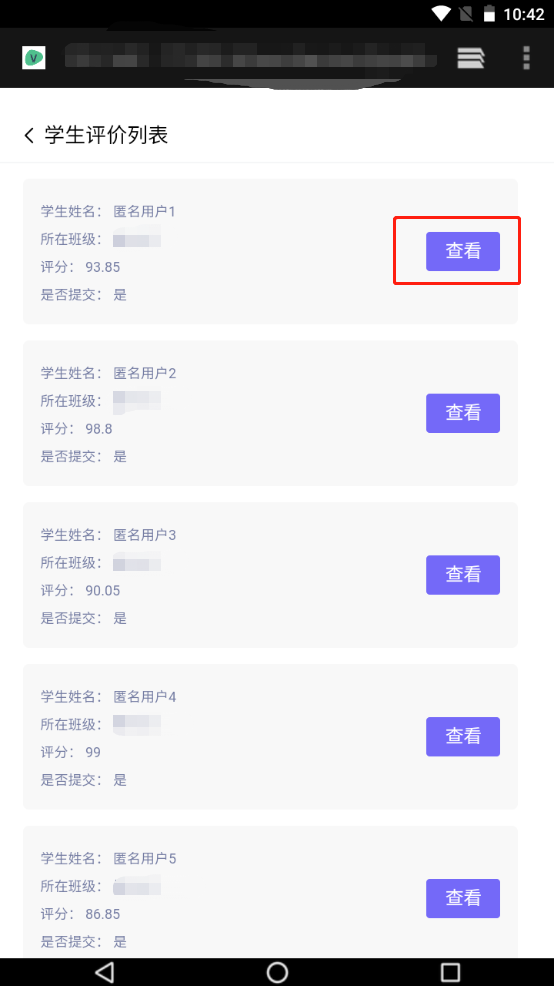 10:42
V
学生评价列表
学生姓名： 匿名用户1
所在班级：
评分： 93.85
是否提交： 是
查看
学生姓名： 匿名用户2
所在班级：
评分： 98.8
是否提交： 是
查看
学生姓名： 匿名用户3
所在班级：
评分： 90.05
是否提交： 是
查看
学生姓名： 匿名用户4
所在班级：
评分： 99
是否提交： 是
查看
学生姓名： 匿名用户5
所在班级：
评分： 86.85
是否提交： 是
查看